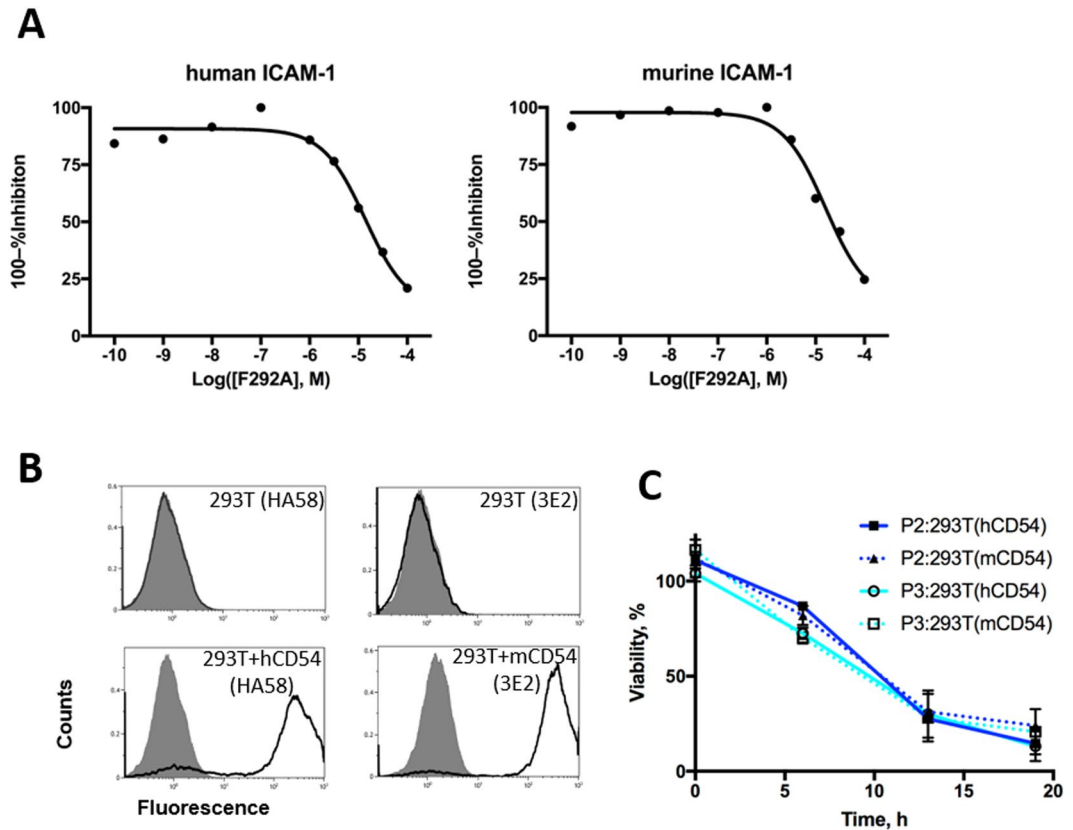 A
human ICAM-1
100–%Inhibiton
100
75
50
25
0
-10 -9 -8 -7 -6 -5 -4
Log([F292A], M)
murine ICAM-1
100–%Inhibiton
100
75
50
25
0
-10 -9 -8 -7 -6 -5 -4
Log([F292A], M)
B
293T (HA58)
293T (3E2)
293T+hCD54
(HA58)
293T+mCD54
(3E2)
Counts
Fluorescence
C
P2:293T(hCD54)
P2:293T(mCD54)
P3:293T(hCD54)
P3:293T(mCD54)
Viability, %
100
50
0
0 5 10 15 20
Time, h